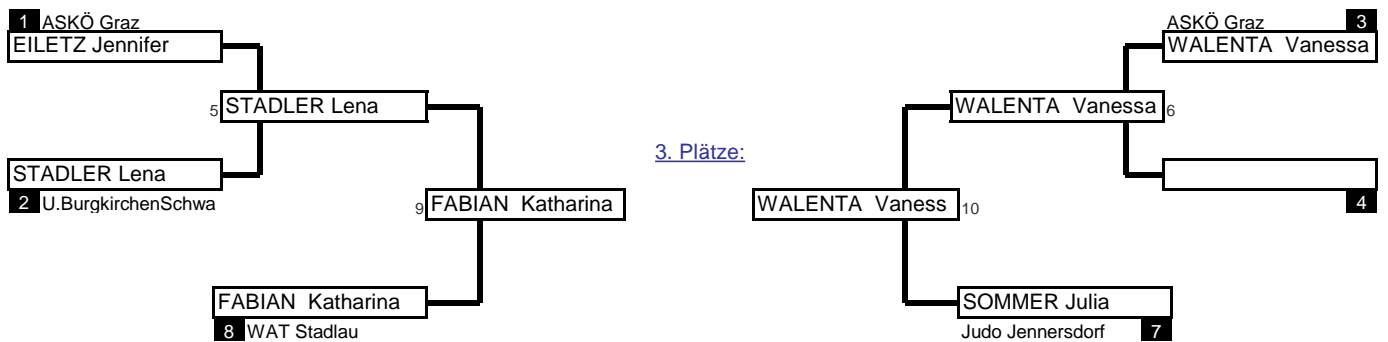 1 ASKÖ Graz
EILETZ Jennifer
ASKÖ Graz 3
WALENTA Vanessa
5 STADLER Lena
WALENTA Vanessa 6
3. Plätze:
STADLER Lena
2 U.BurgkirchenSchwa
4
9 FABIAN Katharina
WALENTA Vaness 10
FABIAN Katharina
8 WAT Stadlau
SOMMER Julia
Judo Jennersdorf 7